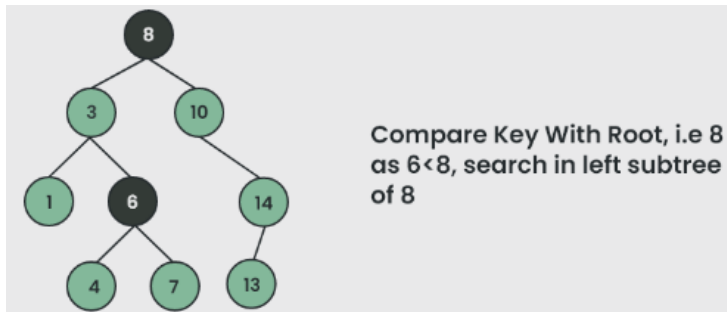 8
3 10
1 6 14
4 7 13
Compare Key With Root, i.e 8
as 6<8, search in left subtree
of 8